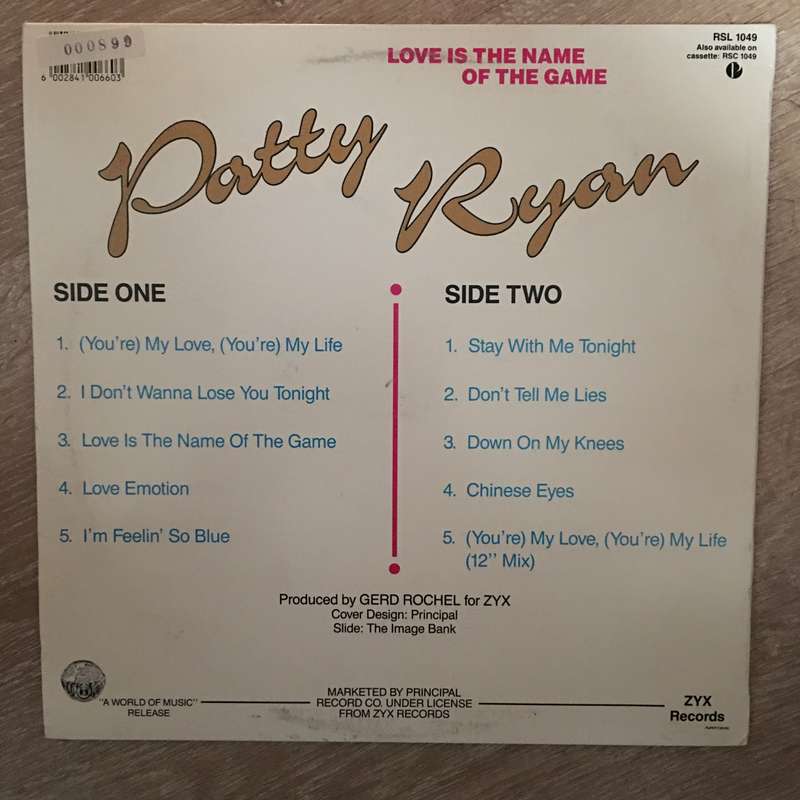 000899
6 002841 006603
LOVE IS THE NAME
OF THE GAME
RSL 1049
Also available on
cassette: RSC 1049
Patty Ryan
SIDE ONE
1. (You're) My Love, (You're) My Life
2. I Don't Wanna Lose You Tonight
3. Love Is The Name Of The Game
4. Love Emotion
5. I'm Feelin' So Blue
SIDE TWO
1. Stay With Me Tonight
2. Don't Tell Me Lies
3. Down On My Knees
4. Chinese Eyes
5. (You're) My Love, (You're) My Life
(12'' Mix)
Produced by GERD ROCHEL for ZYX
Cover Design: Principal
Slide: The Image Bank
"A WORLD OF MUSIC"
RELEASE
MARKETED BY PRINCIPAL
RECORD CO. UNDER LICENSE
FROM ZYX RECORDS
ZYX
Records